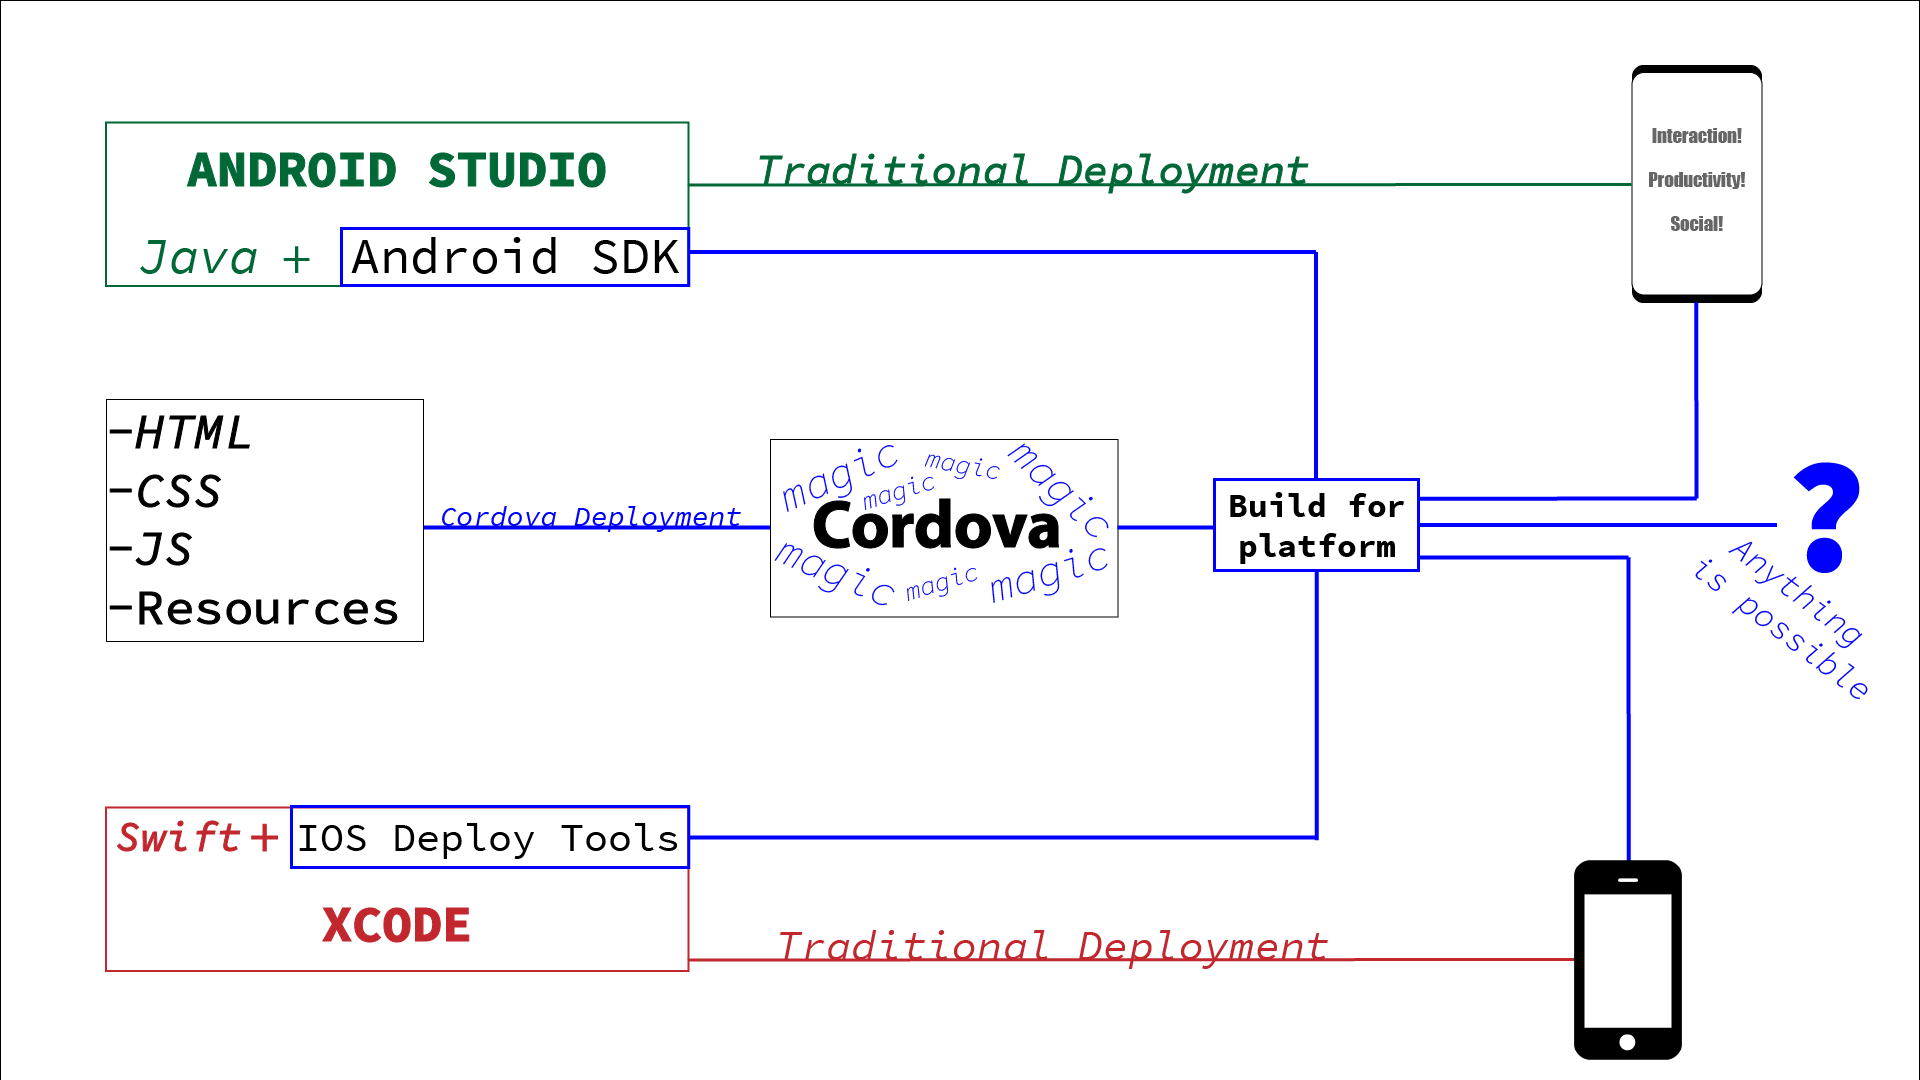 ANDROID STUDIO
Java + Android SDK
Traditional Deployment
Interaction!
Productivity!
Social!
-HTML
-CSS
-JS
-Resources
Cordova Deployment
magic
magic
magic
magic
Cordova
magic
magic
magic
Build for
platform
?
Anything
is possible
Swift+ IOS Deploy Tools
XCODE
Traditional Deployment